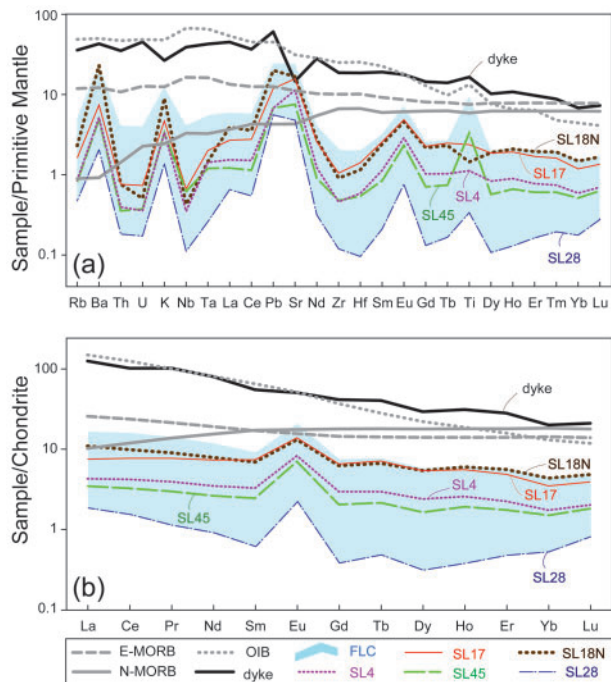 100
10
1
0.1
Sample/Primitive Mantle
(a)
dyke
SL18N
SL17
SL4
SL45
SL28
Rb Ba Th U K Nb Ta La Ce Pb Sr Nd Zr Hf Sm Eu Gd Tb Ti Dy Ho Er Tm Yb Lu
100
10
1
0.1
Sample/Chondrite
(b)
dyke
SL18N
SL17
SL4
SL45
SL28
La Ce Pr Nd Sm Eu Gd Tb Dy Ho Er Yb Lu
E-MORB OIB FLC SL17 SL18N
N-MORB dyke SL4 SL45 SL28